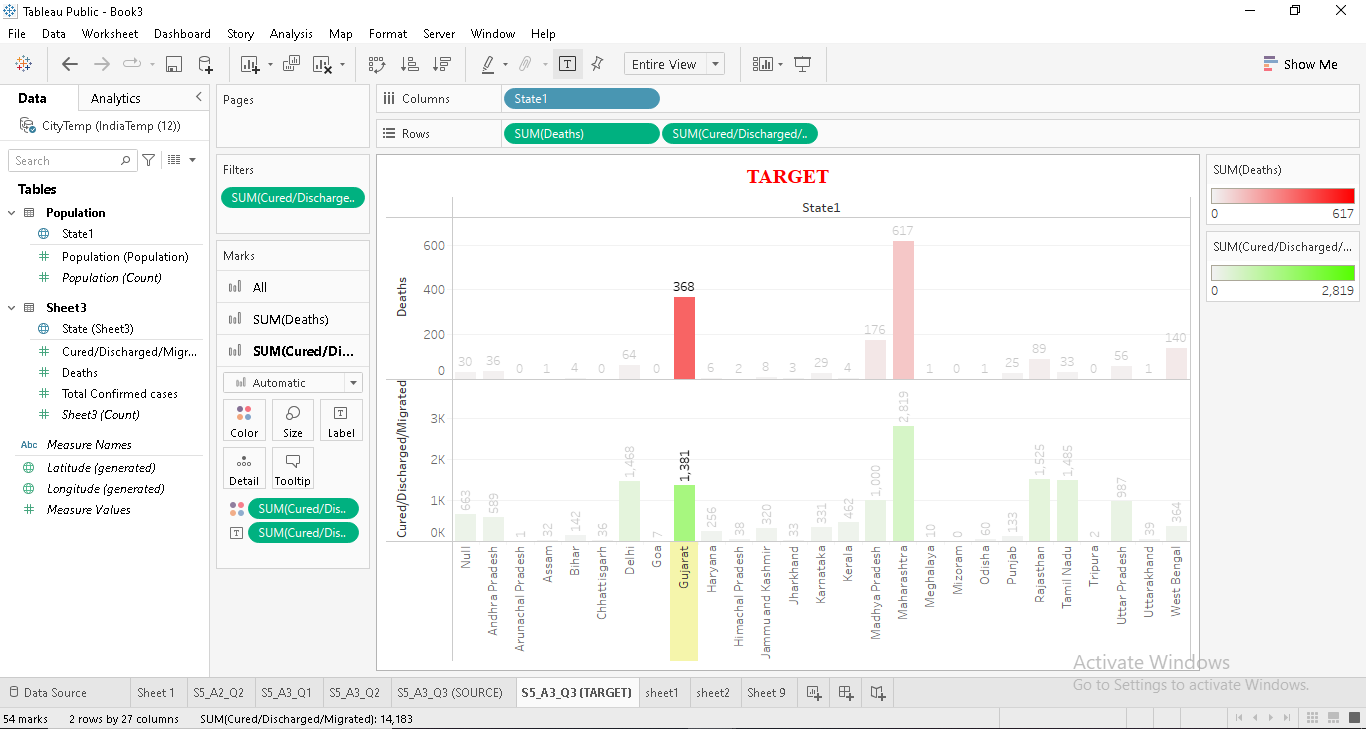 Tableau Public - Book3
File Data Worksheet Dashboard Story Analysis Map Format Server Window Help
Entire View
Show Me
Data Analytics
CityTemp (IndiaTemp (12))
Search
Tables
Population
State1
Population (Population)
Population (Count)
Sheet3
State (Sheet3)
Cured/Discharged/Migr...
Deaths
Total Confirmed cases
Sheet3 (Count)
Abc Measure Names
Latitude (generated)
Longitude (generated)
Measure Values
Pages
Filters
SUM(Cured/Discharge..
Marks
All
SUM(Deaths)
SUM(Cured/Di...
Automatic
Color Size Label
Detail Tooltip
SUM(Cured/Dis..
SUM(Cured/Dis..
Columns State1
Rows SUM(Deaths) SUM(Cured/Discharged/..
TARGET
State1
Deaths
600
400
200
0
30 36 0 1 4 0 64 0 368 6 2 8 3 29 4 176 617 1 0 1 25 89 33 0 56 1 140
Cured/Discharged/Migrated
3K
2K
1K
0K
663 589 1 32 142 36 1,468 7 1,381 256 38 320 33 331 462 1,000 2,819 10 0 60 133 1,525 1,485 2 987 39 364
Null
Andhra Pradesh
Arunachal Pradesh
Assam
Bihar
Chhattisgarh
Delhi
Goa
Gujarat
Haryana
Himachal Pradesh
Jammu and Kashmir
Jharkhand
Karnataka
Kerala
Madhya Pradesh
Maharashtra
Meghalaya
Mizoram
Odisha
Punjab
Rajasthan
Tamil Nadu
Tripura
Uttar Pradesh
Uttarakhand
West Bengal
SUM(Deaths)
0 617
SUM(Cured/Discharged/...
0 2,819
Activate Windows
Go to Settings to activate Windows.
Data Source Sheet 1 S5_A2_Q2 S5_A3_Q1 S5_A3_Q2 S5_A3_Q3 (SOURCE) S5_A3_Q3 (TARGET) sheet1 sheet2 Sheet 9
54 marks 2 rows by 27 columns SUM(Cured/Discharged/Migrated): 14,183